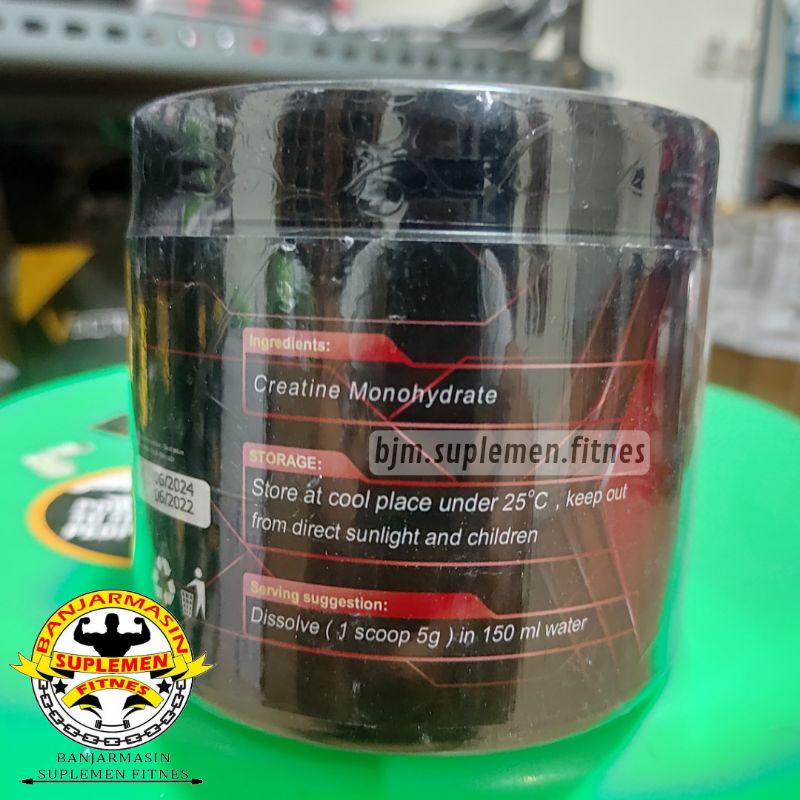 Ingredients:
Creatine Monohydrate
bjm.suplemen.fitnes
STORAGE:
Store at cool place under 25°C , keep out
from direct sunlight and children
06/2024
06/2022
Serving suggestion:
Dissolve ( 1 scoop 5g ) in 150 ml water
BANJARMASIN
SUPLEMEN
FITNES
BANJARMASIN
SUPLEMEN FITNES